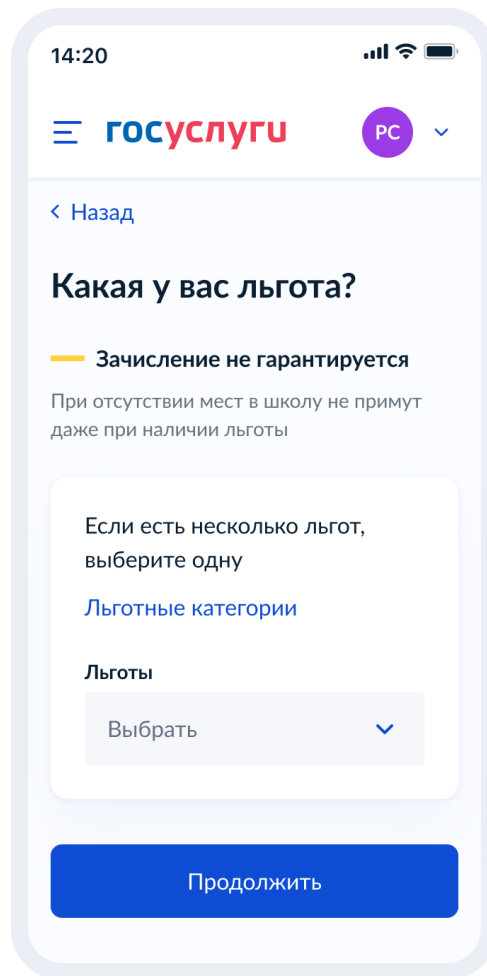 14:20
госуслуги
РС
Назад
Какая у вас льгота?
Зачисление не гарантируется
При отсутствии мест в школу не примут
даже при наличии льготы
Если есть несколько льгот,
выберите одну
Льготные категории
Льготы
Выбрать
Продолжить